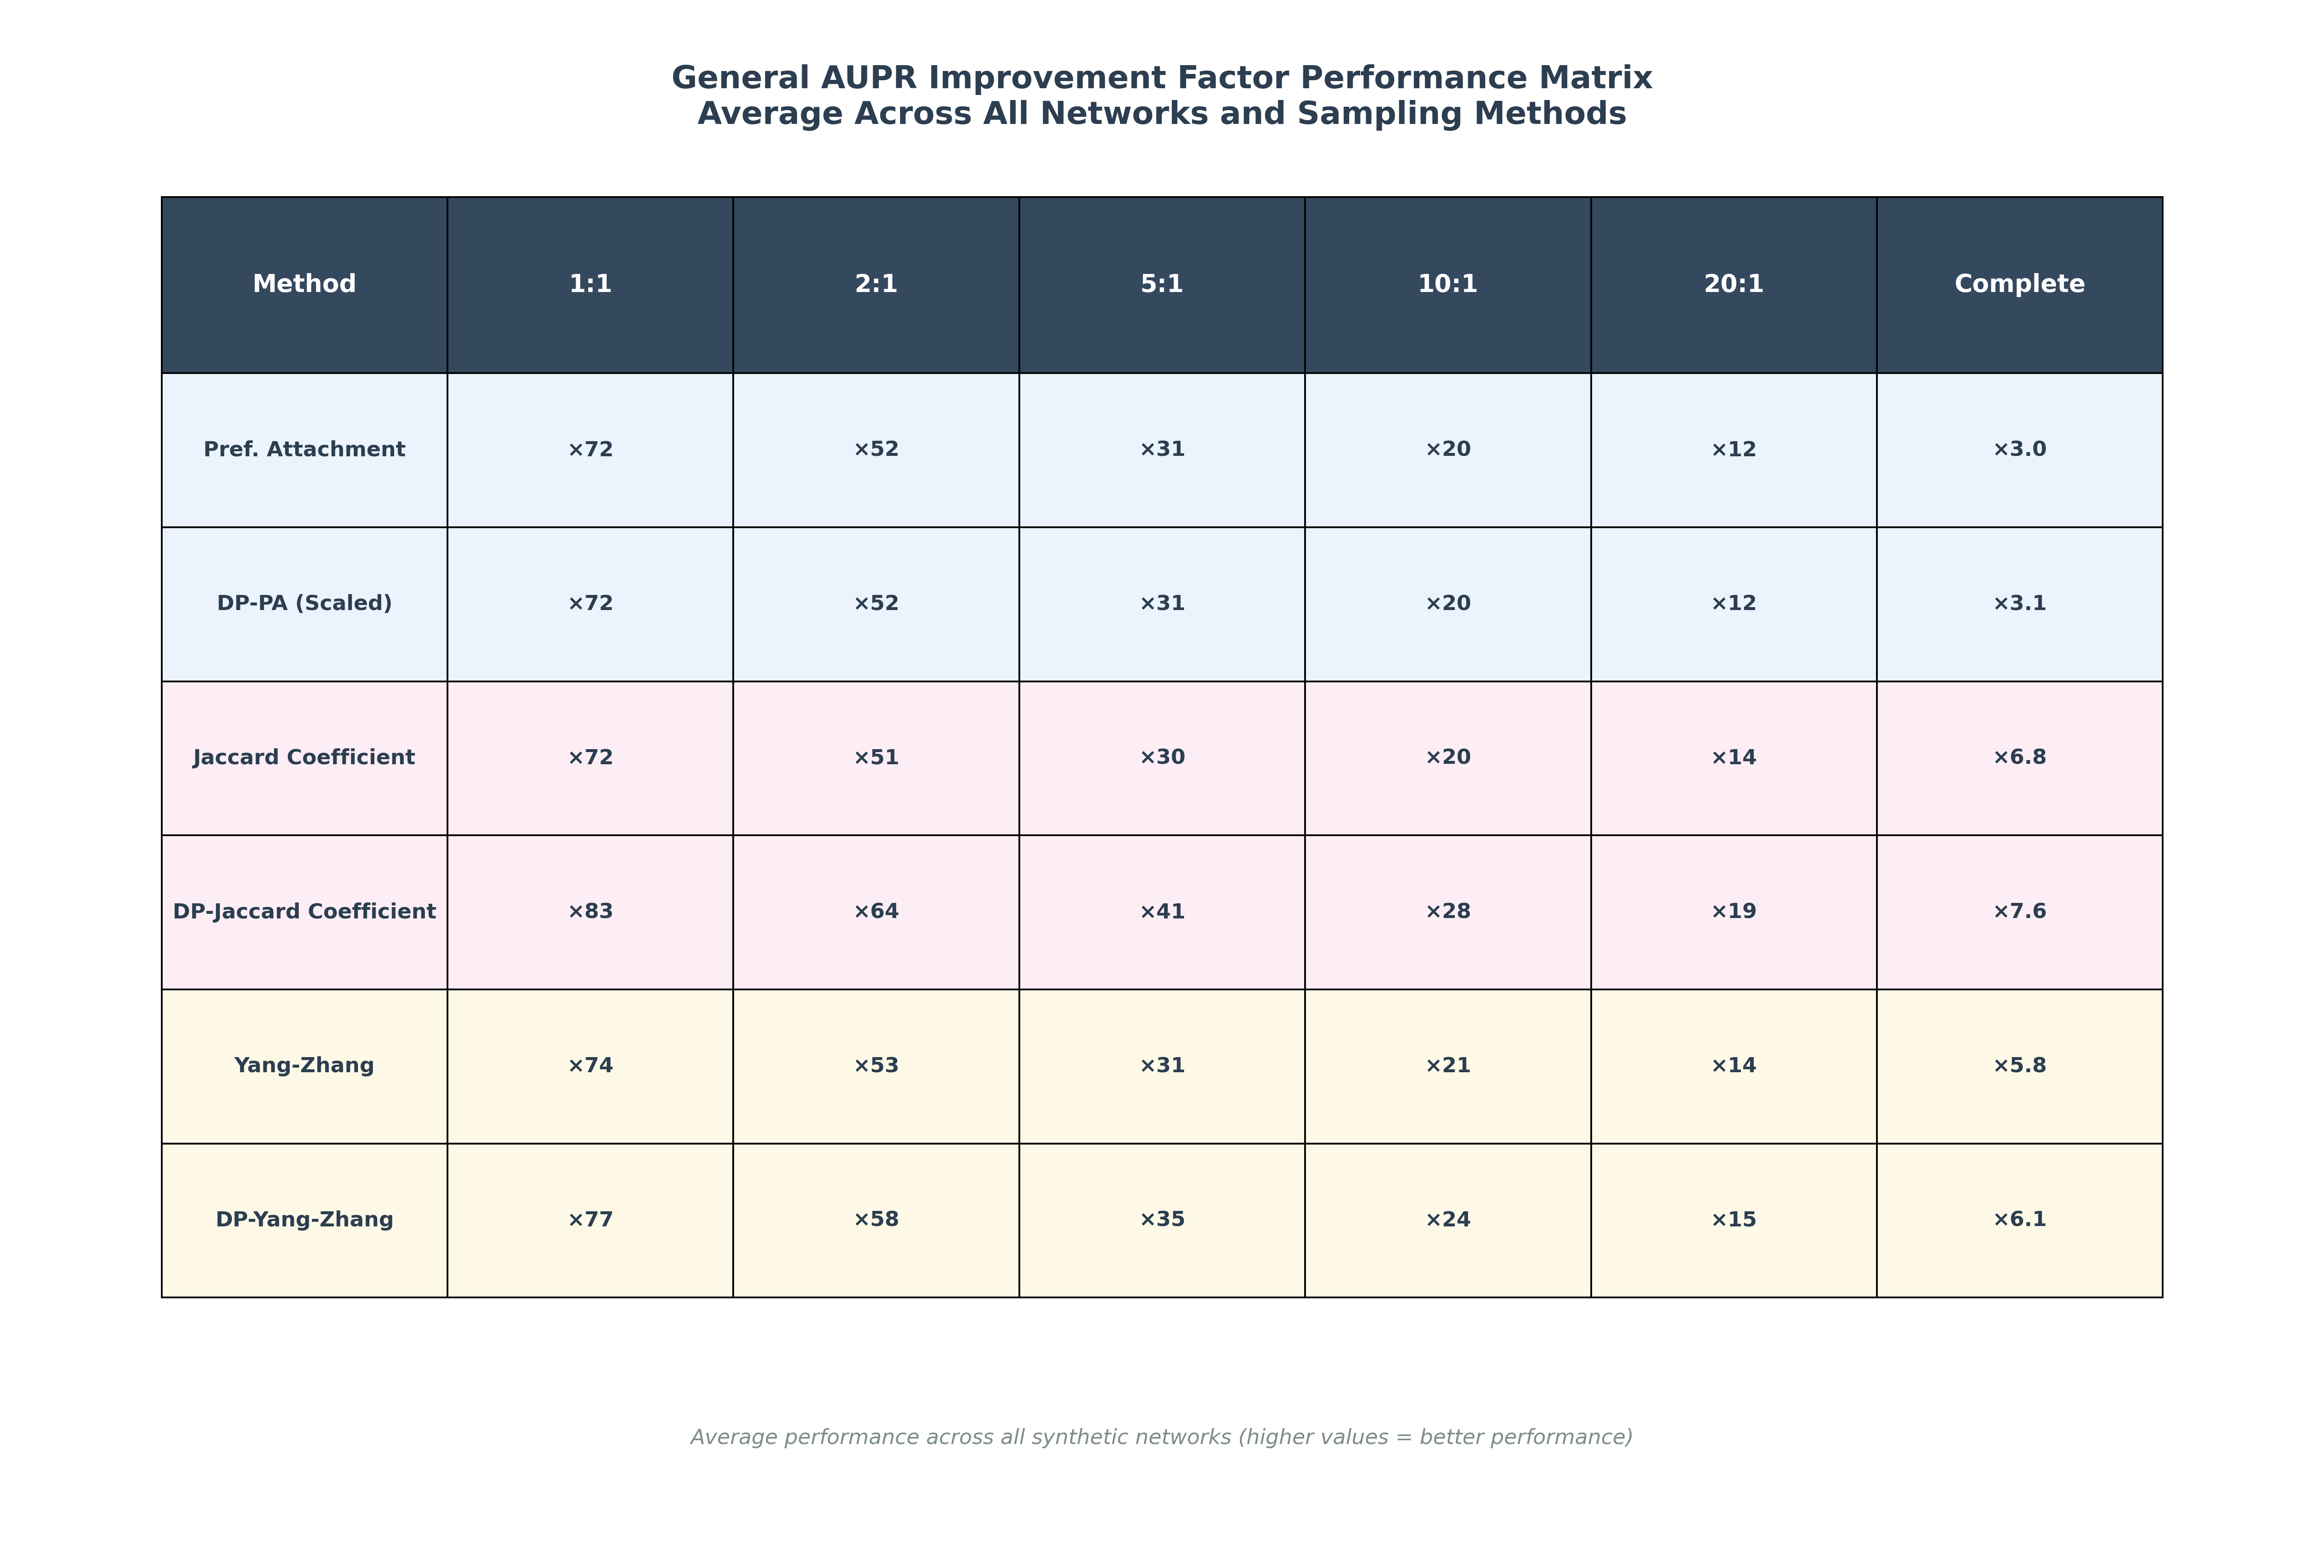 General AUPR Improvement Factor Performance Matrix
Average Across All Networks and Sampling Methods
Method 1:1 2:1 5:1 10:1 20:1 Complete
Pref. Attachment ×72 ×52 ×31 ×20 ×12 ×3.0
DP-PA (Scaled) ×72 ×52 ×31 ×20 ×12 ×3.1
Jaccard Coefficient ×72 ×51 ×30 ×20 ×14 ×6.8
DP-Jaccard Coefficient ×83 ×64 ×41 ×28 ×19 ×7.6
Yang-Zhang ×74 ×53 ×31 ×21 ×14 ×5.8
DP-Yang-Zhang ×77 ×58 ×35 ×24 ×15 ×6.1
Average performance across all synthetic networks (higher values = better performance)